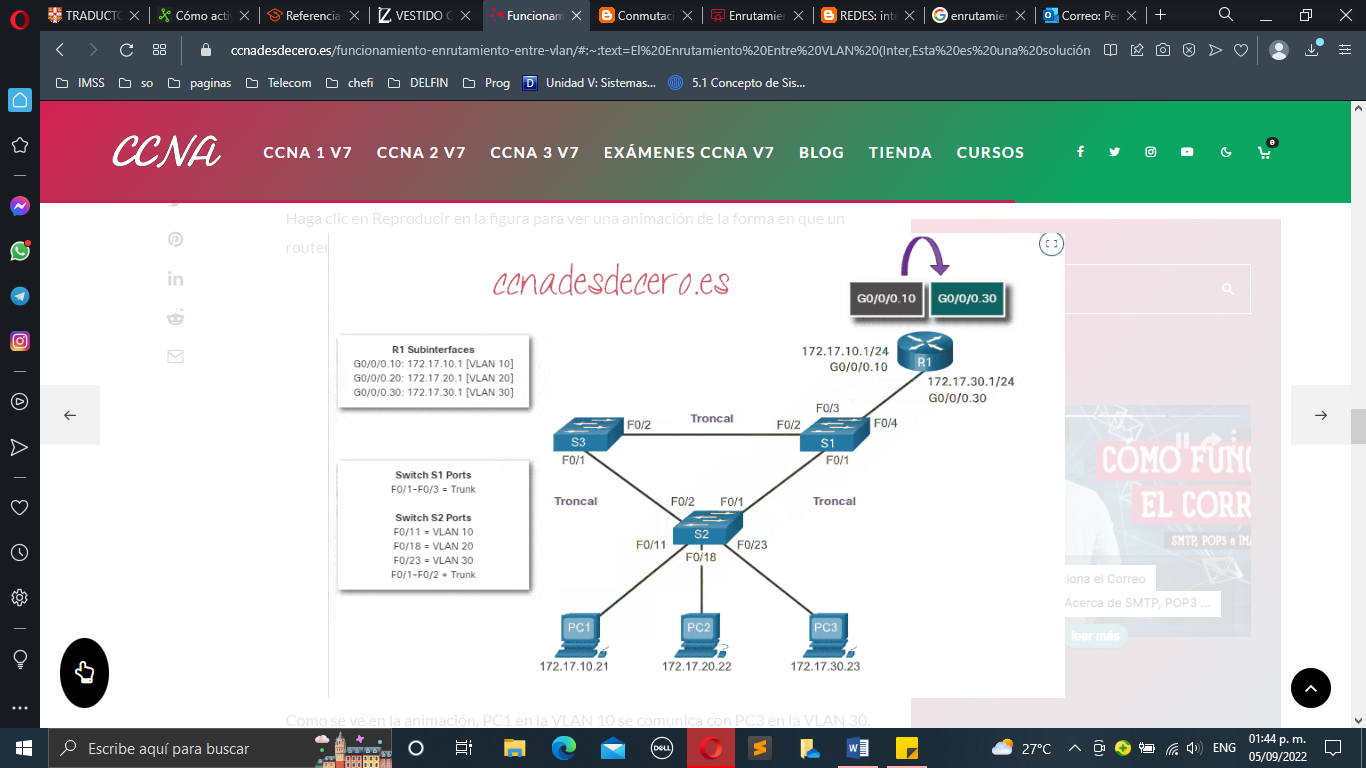 TRADUCTO
Cómo activ
Referencia
VESTIDO C
Funcionam
Conmutaci
Enrutamier
REDES: inte
enrutamier
Correo: Pe
ccnadesdecero.es/funcionamiento-enrutamiento-entre-vlan/#:~:text=El%20Enrutamiento%20Entre%20VLAN%20(Inter,Esta%20es%20una%20solución
IMSS
so
paginas
Telecom
chefi
DELFIN
Prog
Unidad V: Sistemas...
5.1 Concepto de Sis...
CCNA
CCNA 1 V7
CCNA 2 V7
CCNA 3 V7
EXÁMENES CCNA V7
BLOG
TIENDA
CURSOS
0
Haga clic en Reproducir en la figura para ver una animación de la forma en que un
router
ccnadesdecero.es
G0/0/0.10
G0/0/0.30
R1 Subinterfaces
G0/0/0.10: 172.17.10.1 [VLAN 10]
G0/0/0.20: 172.17.20.1 [VLAN 20]
G0/0/0.30: 172.17.30.1 [VLAN 30]
172.17.10.1/24
G0/0/0.10
R1
172.17.30.1/24
G0/0/0.30
F0/3
F0/4
S3
F0/2
Troncal
F0/2
S1
F0/1
F0/1
Switch S1 Ports
F0/1-F0/3 = Trunk
Switch S2 Ports
F0/11 = VLAN 10
F0/18 = VLAN 20
F0/23 = VLAN 30
F0/1-F0/2 = Trunk
Troncal
F0/2
F0/1
Troncal
S2
F0/11
F0/18
F0/23
PC1
PC2
PC3
172.17.10.21
172.17.20.22
172.17.30.23
CÓMO FUNC
EL CORR
SMTP, POP3 e IMA
ciona el Correo
Acerca de SMTP, POP3 ...
leer más
Como se ve en la animación, PC1 en la VLAN 10 se comunica con PC3 en la VLAN 30.
Escribe aquí para buscar
DELL
27°C
ENG
01:44 p. m.
05/09/2022